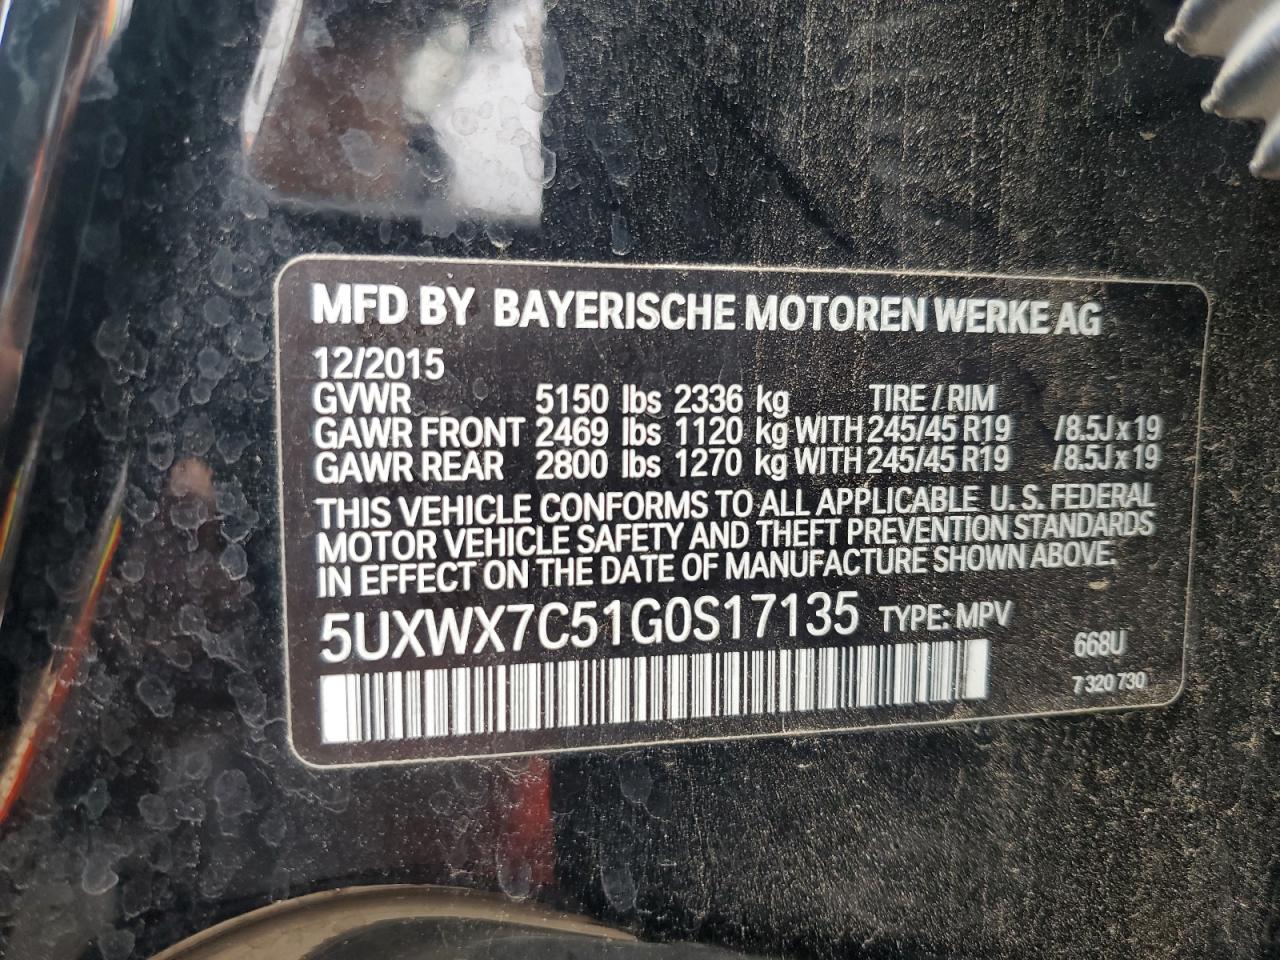 MFD BY BAYERISCHE MOTOREN WERKE AG
12/2015
GVWR 5150 lbs 2336 kg TIRE / RIM
GAWR FRONT 2469 lbs 1120 kg WITH 245/45 R19 /8.5J x 19
GAWR REAR 2800 lbs 1270 kg WITH 245/45 R19 /8.5J x 19
THIS VEHICLE CONFORMS TO ALL APPLICABLE U. S. FEDERAL
MOTOR VEHICLE SAFETY AND THEFT PREVENTION STANDARDS
IN EFFECT ON THE DATE OF MANUFACTURE SHOWN ABOVE.
5UXWX7C51G0S17135 TYPE: MPV
668U
7 320 730